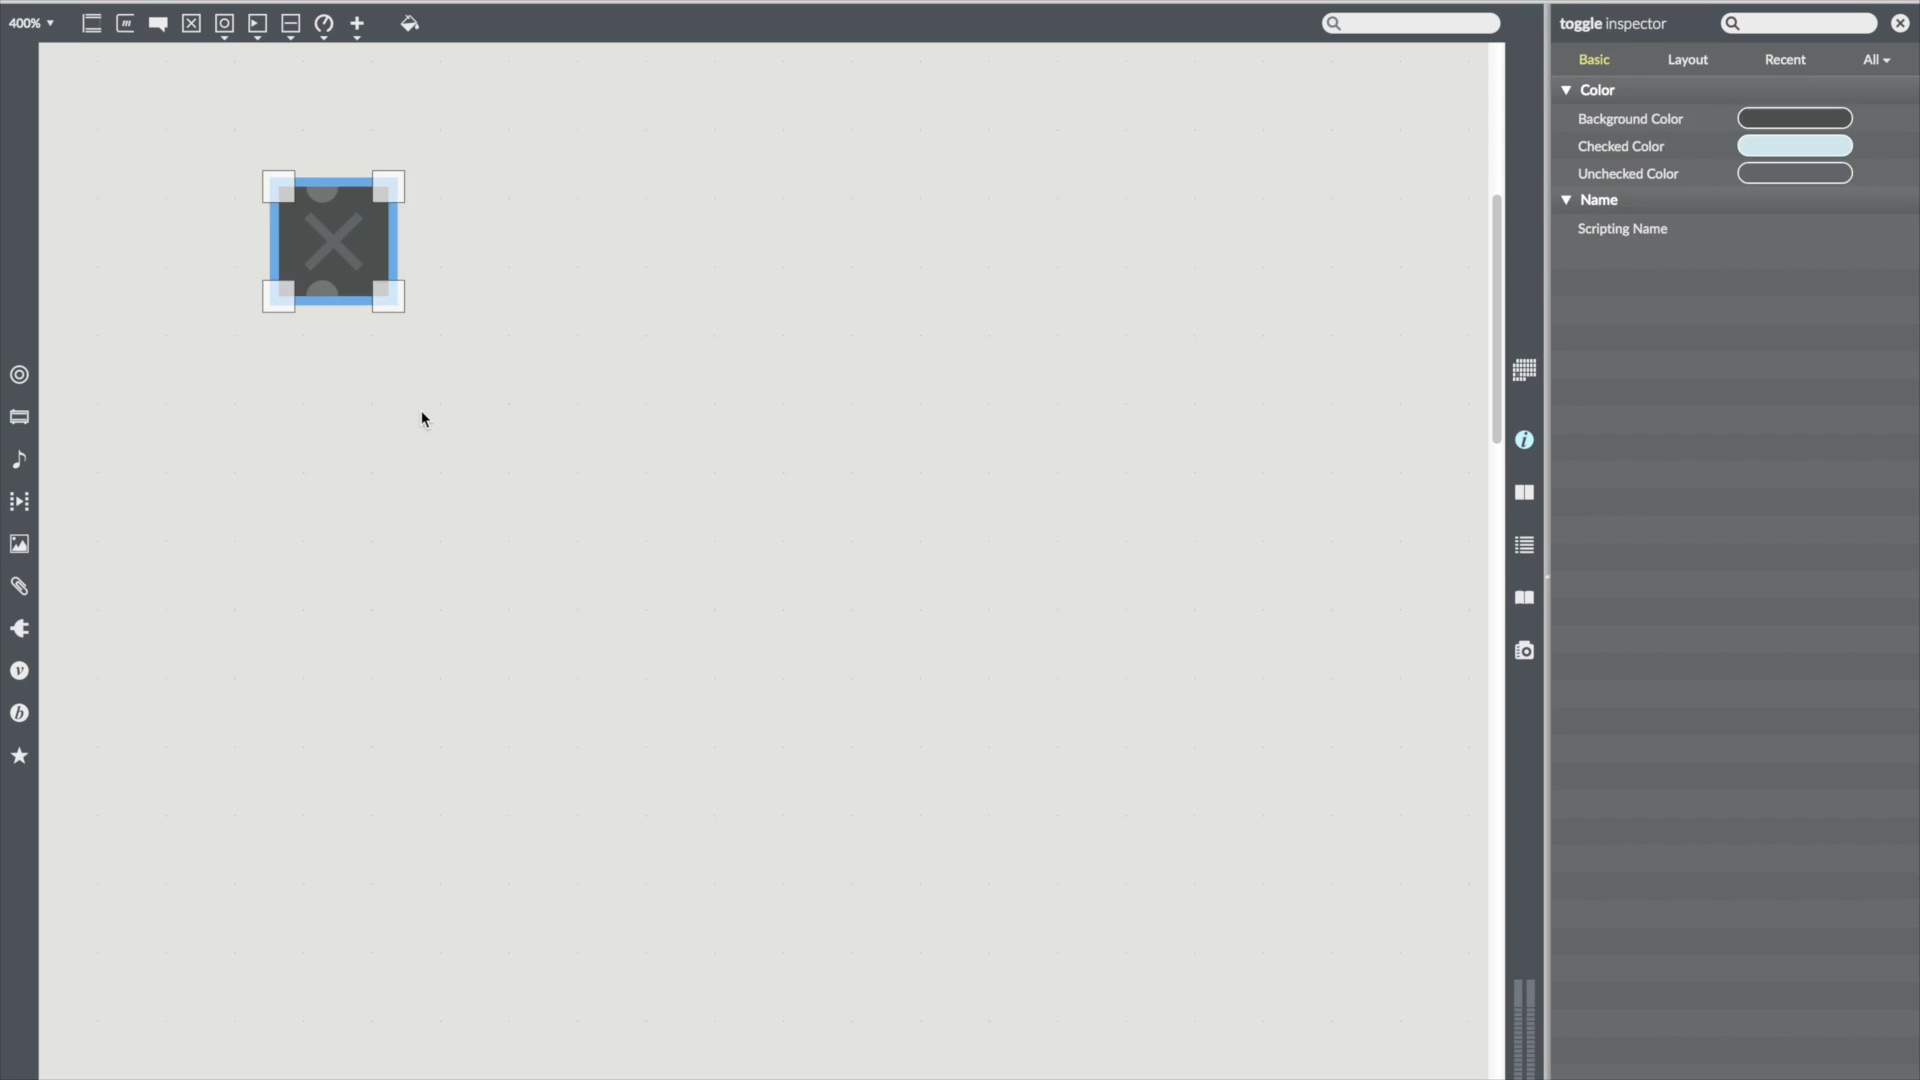 400%
toggle inspector
Basic Layout Recent All
Color
Background Color
Checked Color
Unchecked Color
Name
Scripting Name
m
i
v
b